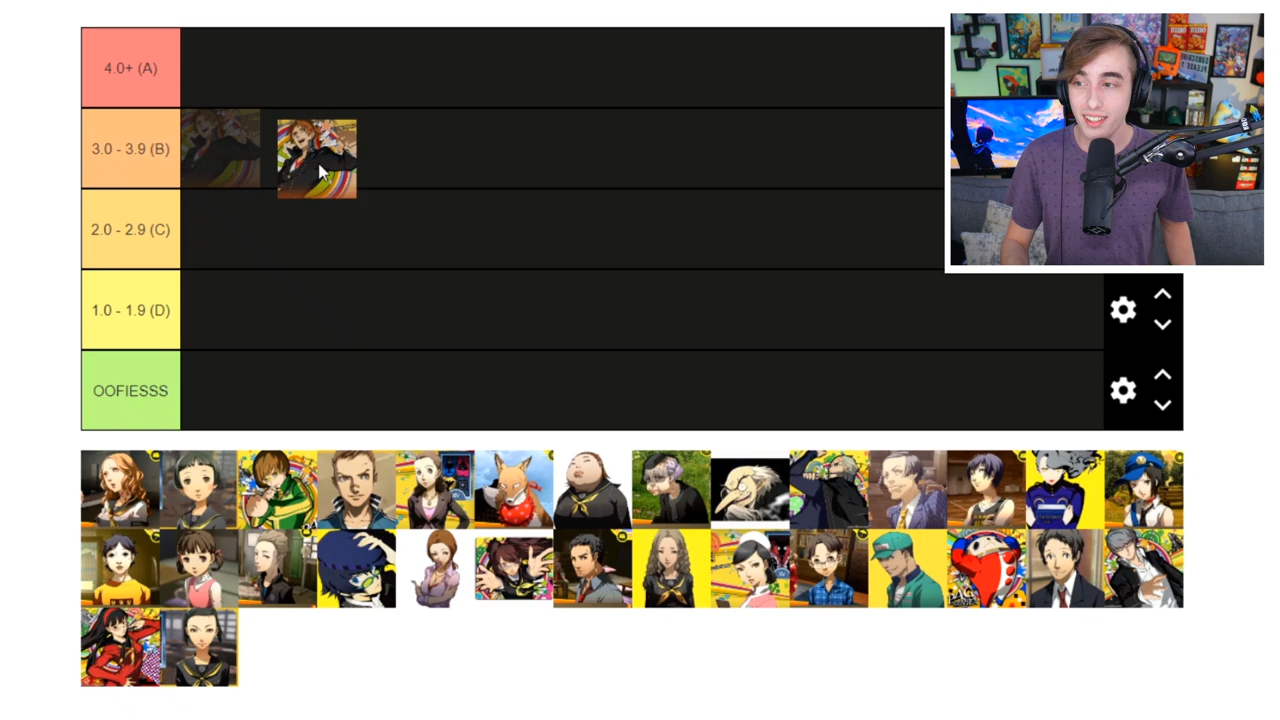 4.0+ (A)
3.0 - 3.9 (B)
2.0 - 2.9 (C)
1.0 - 1.9 (D)
OOFIESSS